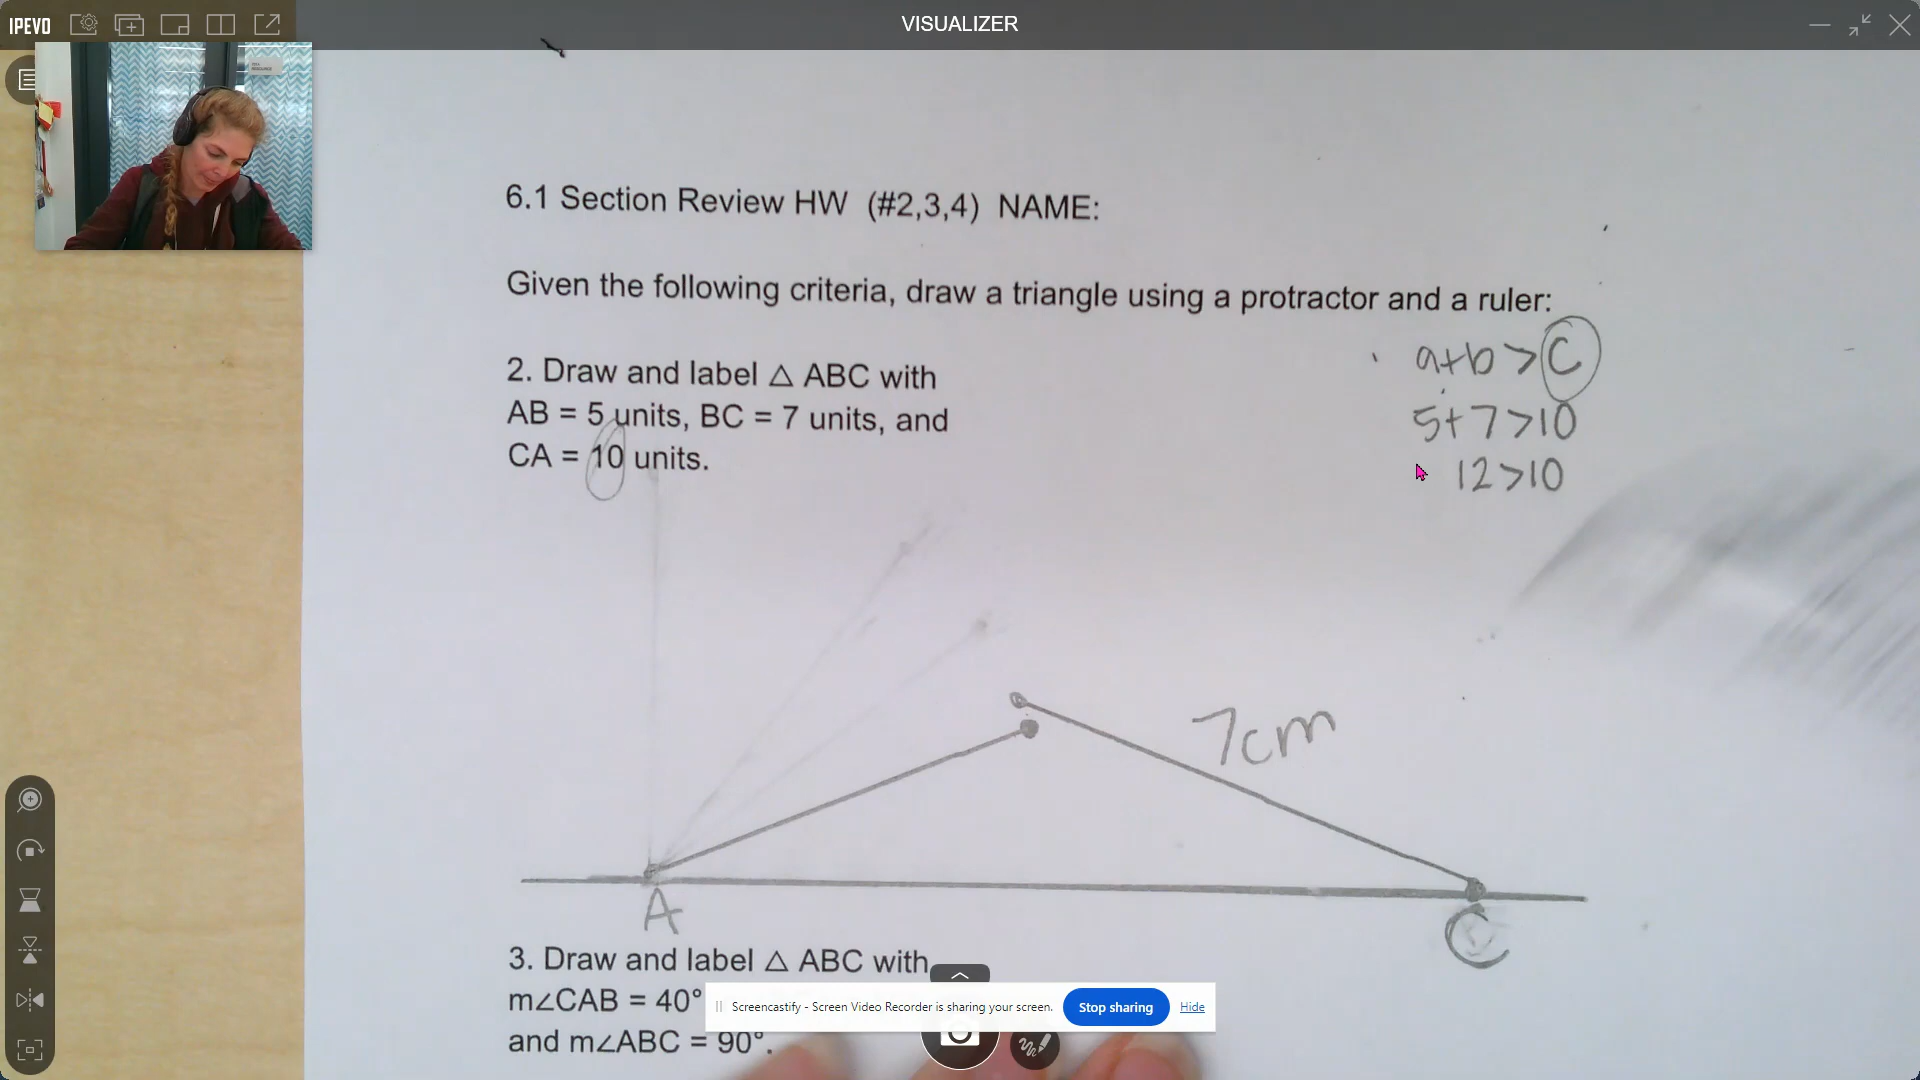 IPEVO
VISUALIZER
6.1 Section Review HW (#2,3,4) NAME:
Given the following criteria, draw a triangle using a protractor and a ruler:
2. Draw and label △ ABC with
AB = 5 units, BC = 7 units, and
CA = 10 units.
a+b >C
5+7>10
12>10
7cm
A
C
3. Draw and label △ ABC with
m∠CAB = 40°
and m∠ABC = 90°.
Screencastify - Screen Video Recorder is sharing your screen.
Stop sharing
Hide